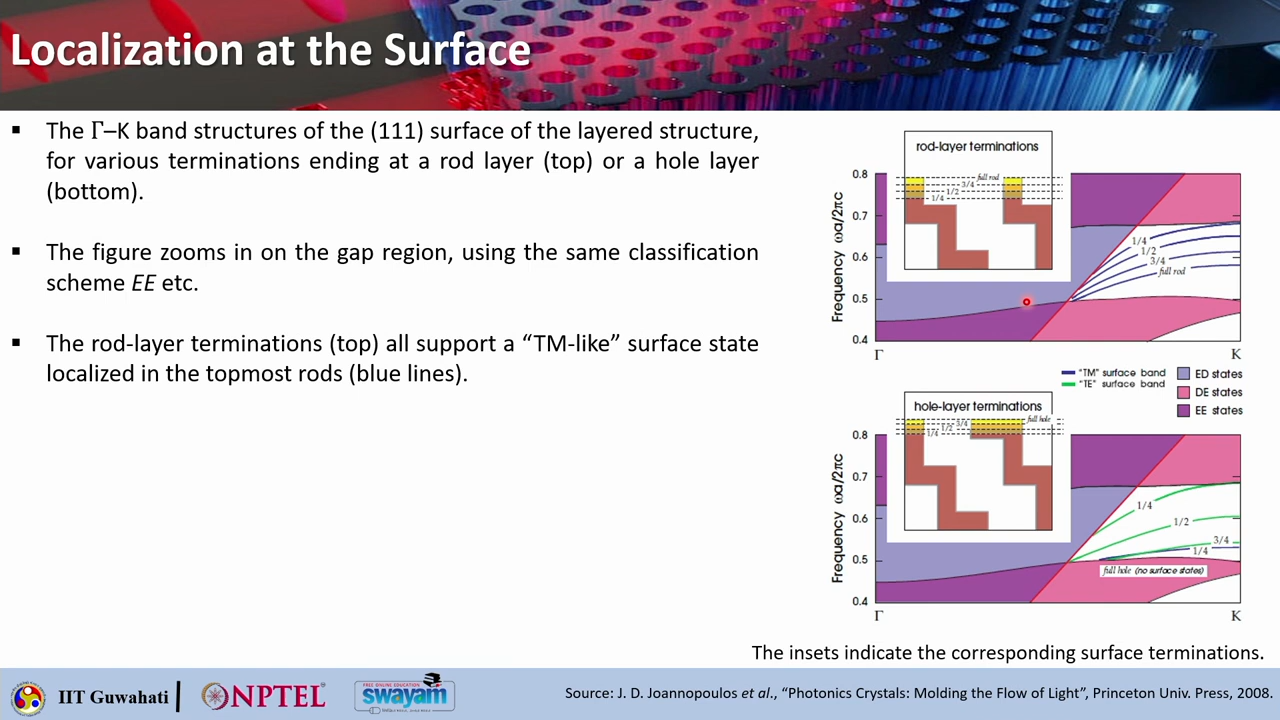 Localization at the Surface
▪ The Γ–K band structures of the (111) surface of the layered structure,
for various terminations ending at a rod layer (top) or a hole layer
(bottom).
▪ The figure zooms in on the gap region, using the same classification
scheme EE etc.
▪ The rod-layer terminations (top) all support a “TM-like” surface state
localized in the topmost rods (blue lines).
rod-layer terminations
full rod
3/4
1/2
1/4
Frequency ωa/2πc
0.8
0.7
0.6
0.5
0.4
1/4
1/2
3/4
full rod
Γ
K
“TM” surface band
“TE” surface band
ED states
DE states
EE states
hole-layer terminations
full hole
3/4
1/2
1/4
Frequency ωa/2πc
0.8
0.7
0.6
0.5
0.4
1/4
1/2
3/4
1/4
full hole (no surface states)
Γ
K
The insets indicate the corresponding surface terminations.
IIT Guwahati
NPTEL
FREE ONLINE EDUCATION
swayam
Source: J. D. Joannopoulos et al., “Photonics Crystals: Molding the Flow of Light”, Princeton Univ. Press, 2008.